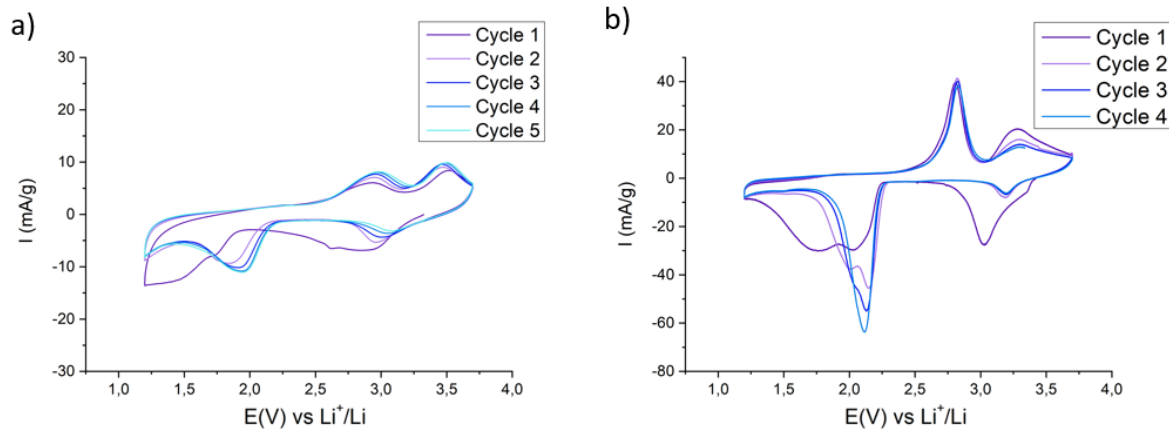 a)
Cycle 1
Cycle 2
Cycle 3
Cycle 4
Cycle 5
30
20
10
0
-10
-20
-30
I (mA/g)
1,0 1,5 2,0 2,5 3,0 3,5 4,0
E(V) vs Li⁺/Li
b)
Cycle 1
Cycle 2
Cycle 3
Cycle 4
40
20
0
-20
-40
-60
-80
I (mA/g)
1,0 1,5 2,0 2,5 3,0 3,5 4,0
E(V) vs Li⁺/Li